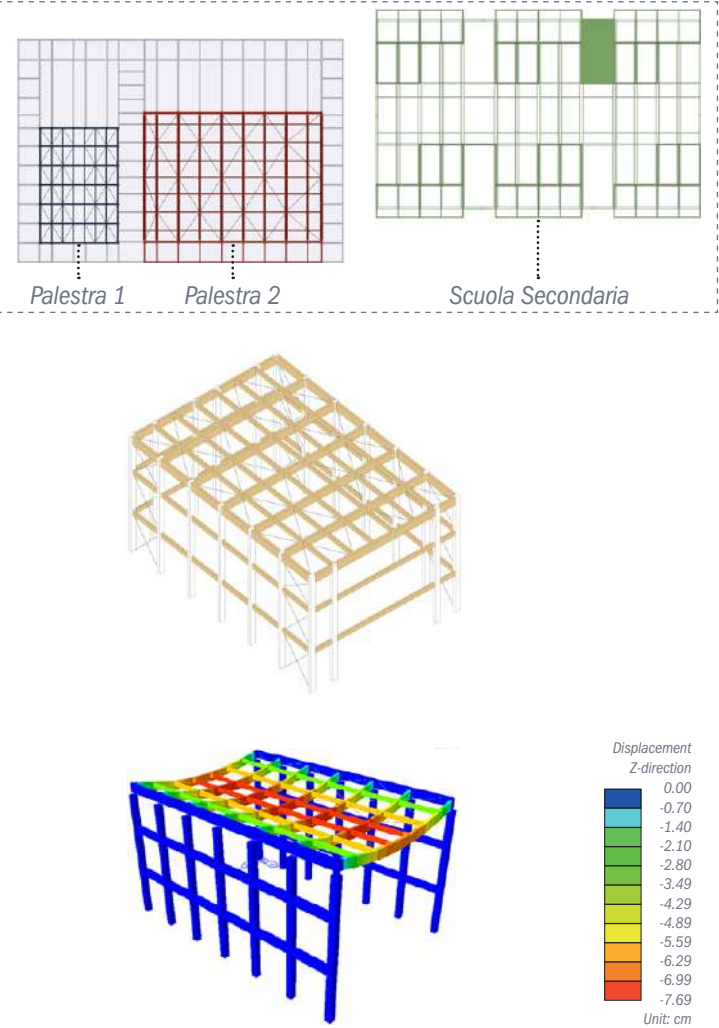 Palestra 1
Palestra 2
Scuola Secondaria
Displacement
Z-direction
0.00
-0.70
-1.40
-2.10
-2.80
-3.49
-4.29
-4.89
-5.59
-6.29
-6.99
-7.69
Unit: cm